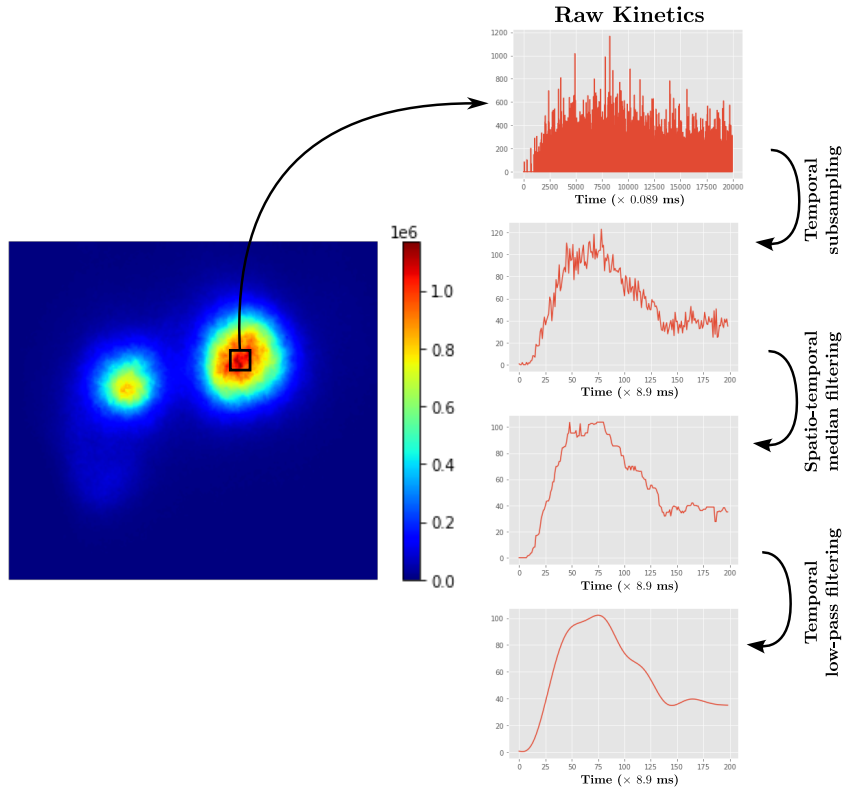 Raw Kinetics
1200
1000
800
600
400
200
0
0 2500 5000 7500 10000 12500 15000 17500 20000
Time (× 0.089 ms)
Temporal
subsampling
1e6
1.0
0.8
0.6
0.4
0.2
0.0
120
100
80
60
40
20
0
0 25 50 75 100 125 150 175 200
Time (× 8.9 ms)
Spatio-temporal
median filtering
100
80
60
40
20
0
0 25 50 75 100 125 150 175 200
Time (× 8.9 ms)
Temporal
low-pass filtering
100
80
60
40
20
0
0 25 50 75 100 125 150 175 200
Time (× 8.9 ms)